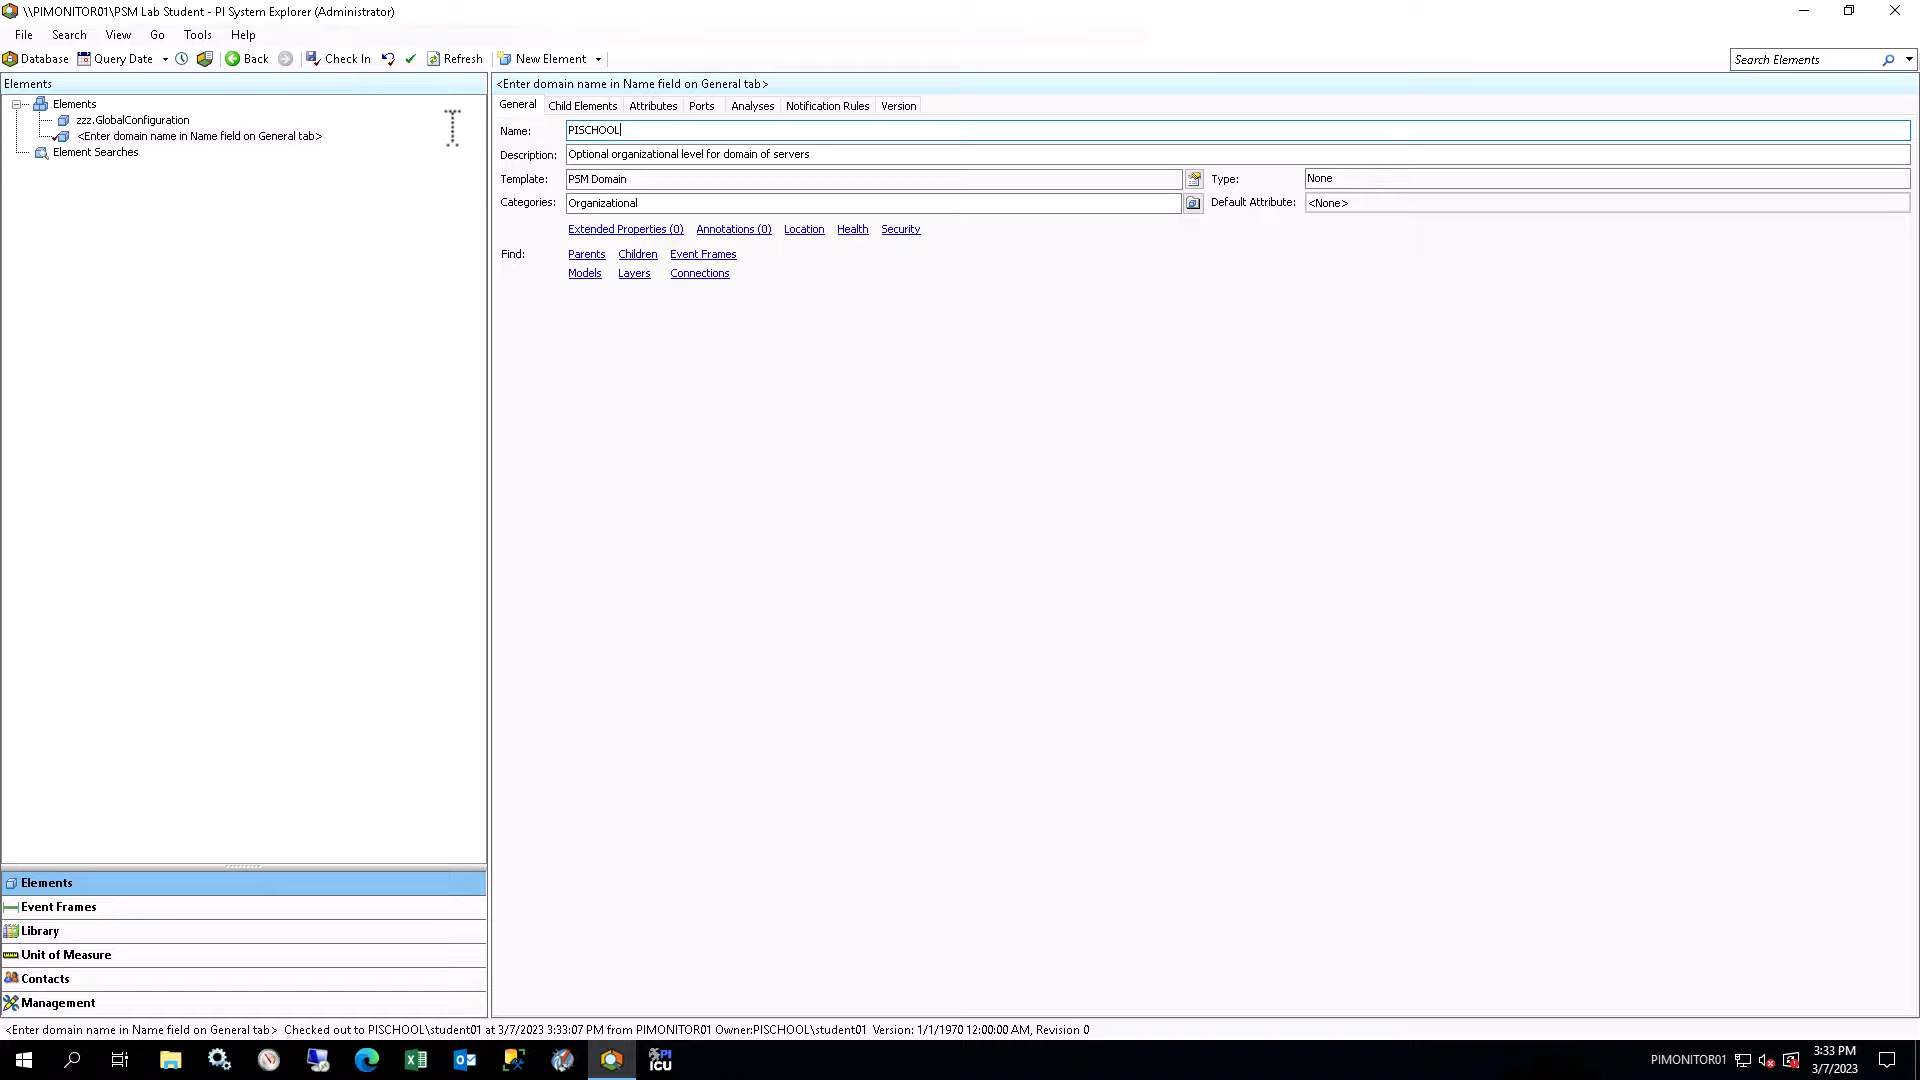 \\PIMONITOR01\PSM Lab Student - PI System Explorer (Administrator)
File Search View Go Tools Help
Database Query Date Back Check In Refresh New Element Search Elements
Elements
<Enter domain name in Name field on General tab>
Elements
zzz.GlobalConfiguration
<Enter domain name in Name field on General tab>
Element Searches
General Child Elements Attributes Ports Analyses Notification Rules Version
Name: PISCHOOL
Description: Optional organizational level for domain of servers
Template: PSM Domain Type: None
Categories: Organizational Default Attribute: <None>
Extended Properties (0) Annotations (0) Location Health Security
Find: Parents Children Event Frames
Models Layers Connections
Elements
Event Frames
Library
Unit of Measure
Contacts
Management
<Enter domain name in Name field on General tab> Checked out to PISCHOOL\student01 at 3/7/2023 3:33:07 PM from PIMONITOR01 Owner:PISCHOOL\student01 Version: 1/1/1970 12:00:00 AM, Revision 0
PI
ICU
PIMONITOR01
3:33 PM
3/7/2023